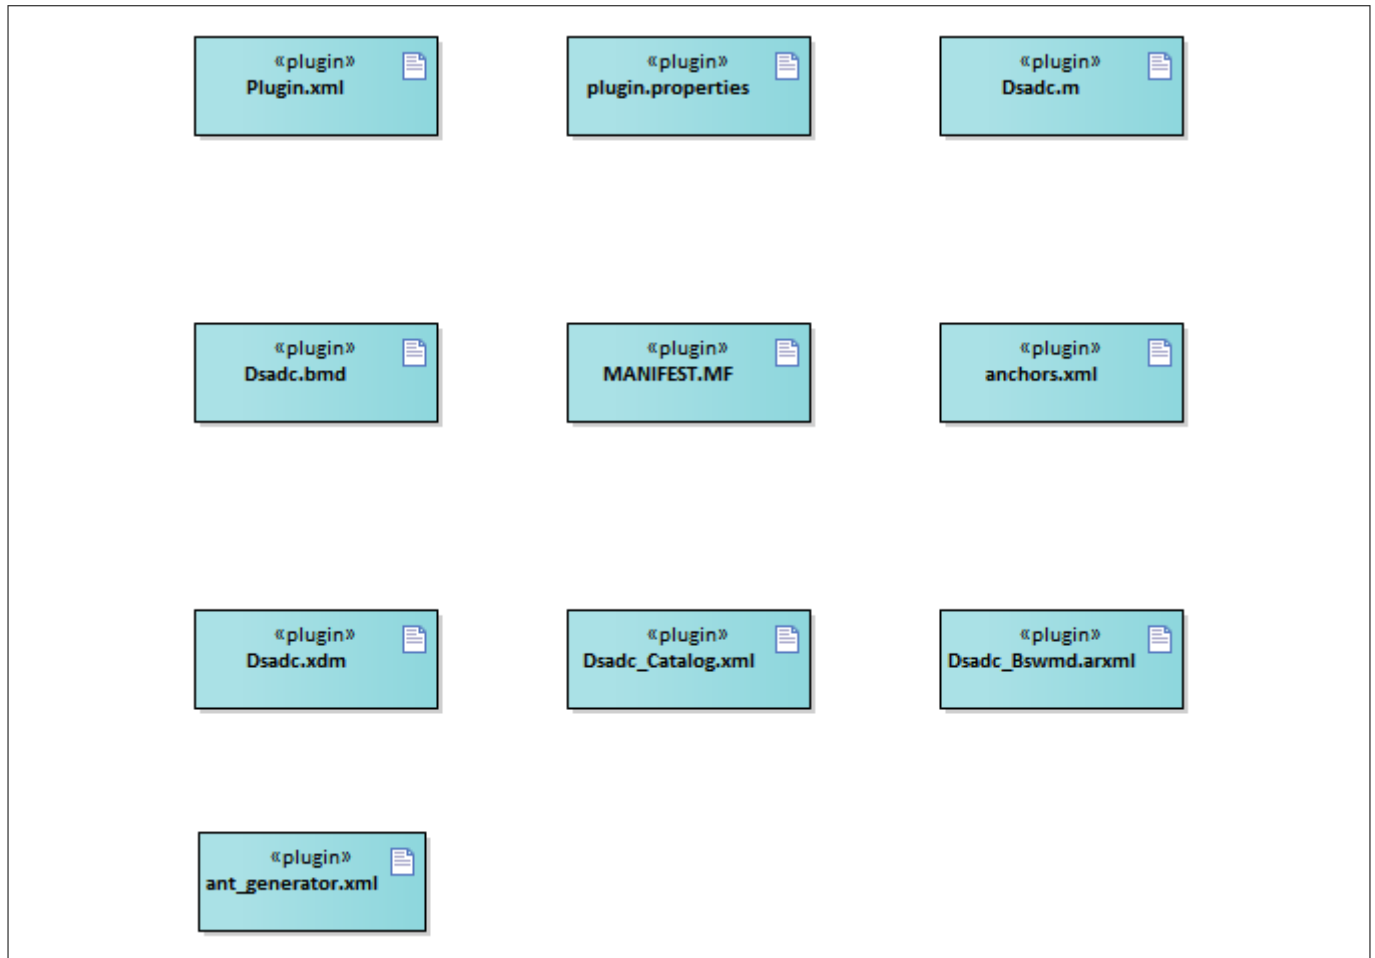 «plugin»
Plugin.xml
«plugin»
plugin.properties
«plugin»
Dsadc.m
«plugin»
Dsadc.bmd
«plugin»
MANIFEST.MF
«plugin»
anchors.xml
«plugin»
Dsadc.xdm
«plugin»
Dsadc_Catalog.xml
«plugin»
Dsadc_Bswmd.arxml
«plugin»
ant_generator.xml